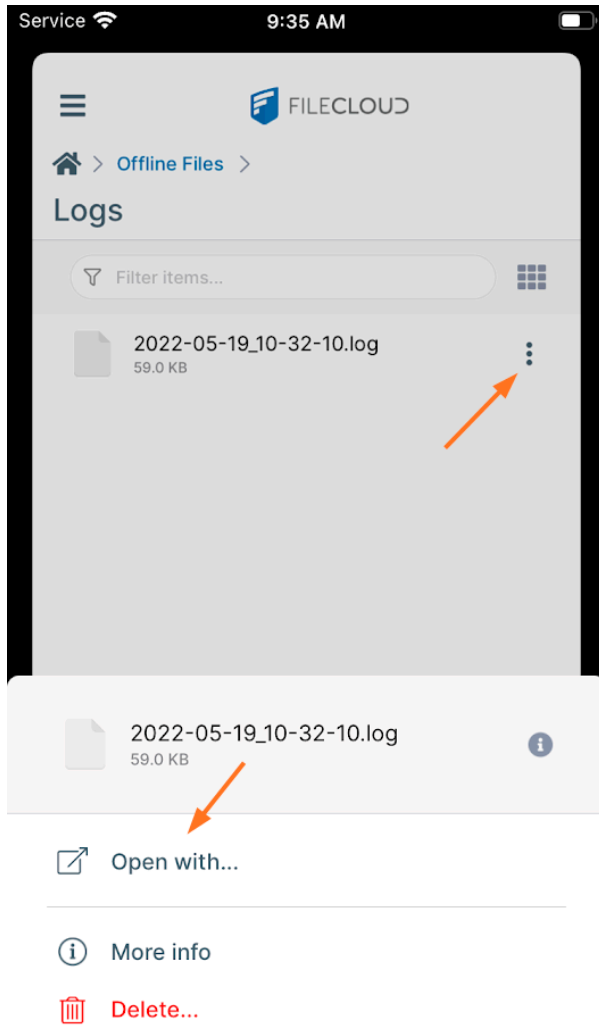 Service 9:35 AM
FILECLOUD
> Offline Files >
Logs
Filter items...
2022-05-19_10-32-10.log
59.0 KB
2022-05-19_10-32-10.log
59.0 KB
Open with...
More info
Delete...